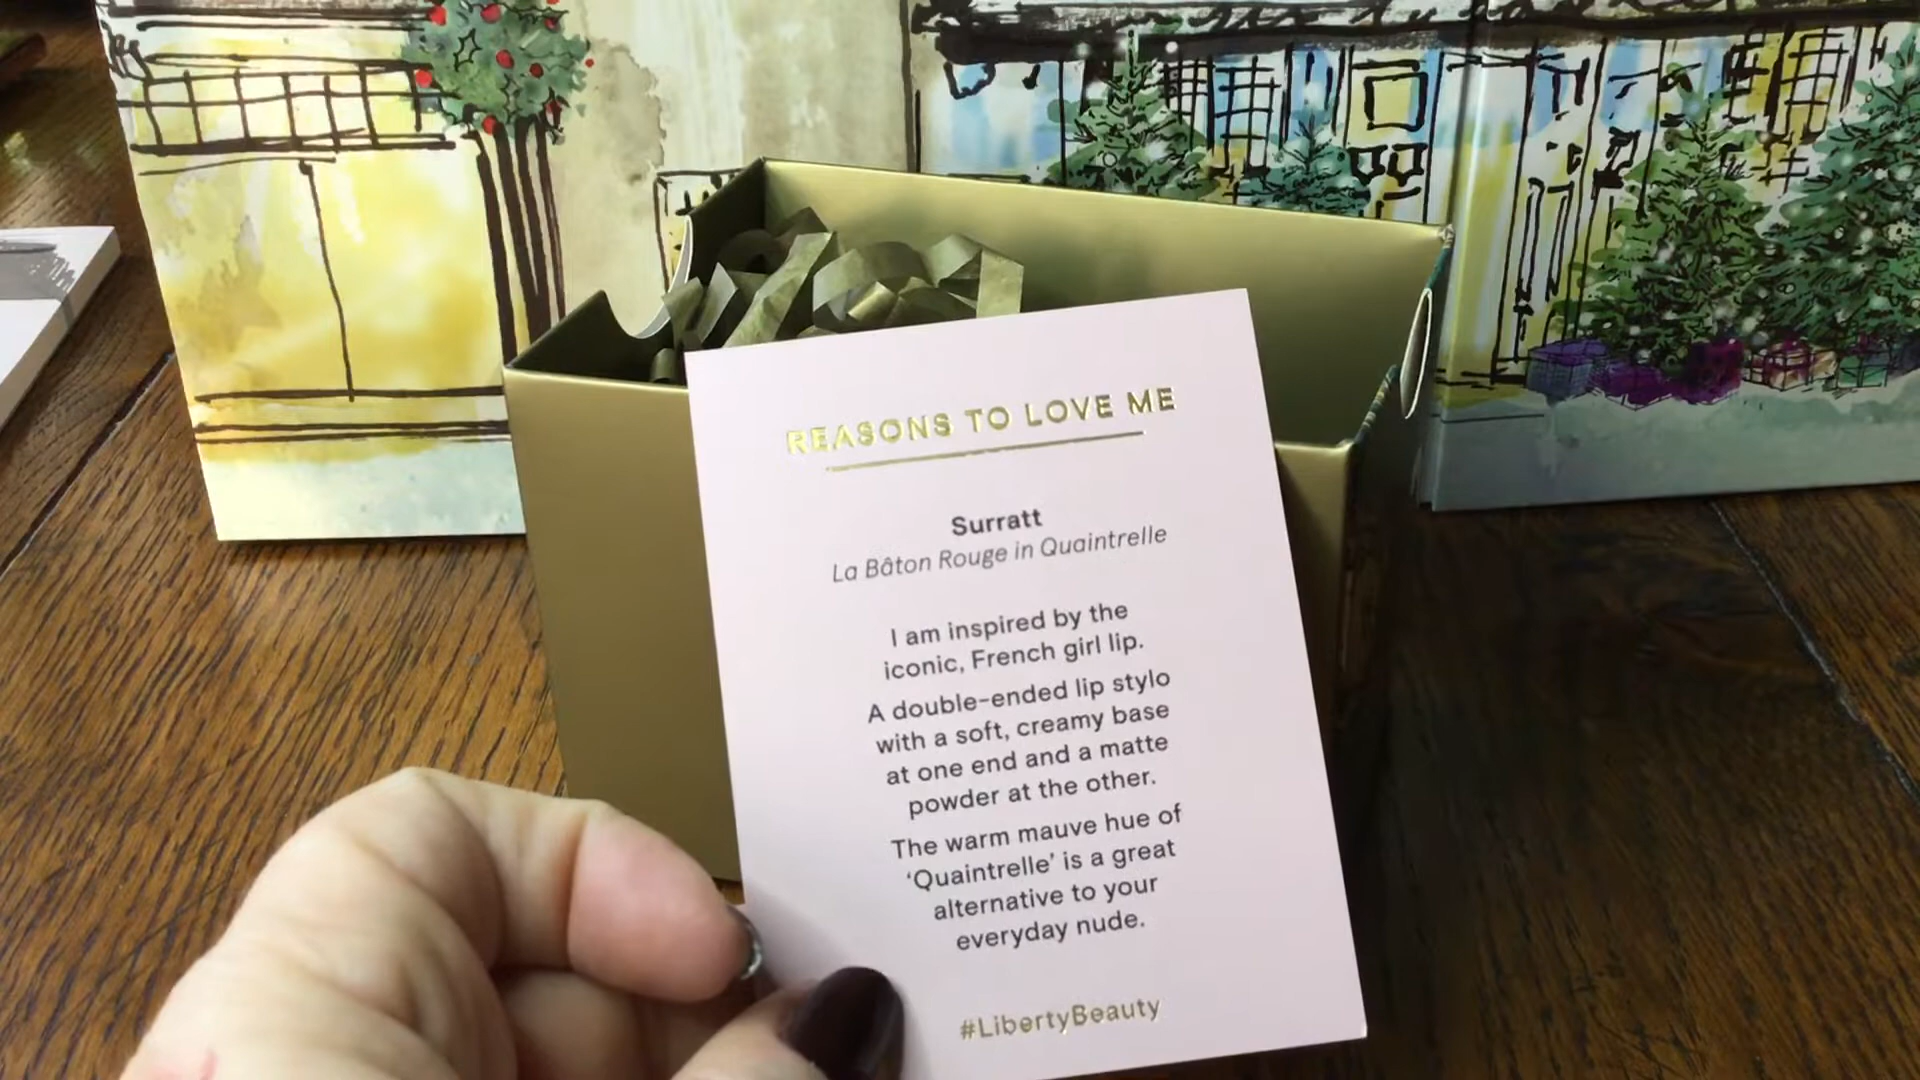 REASONS TO LOVE ME
Surratt
La Bâton Rouge in Quaintrelle
I am inspired by the
iconic, French girl lip.
A double-ended lip stylo
with a soft, creamy base
at one end and a matte
powder at the other.
The warm mauve hue of
‘Quaintrelle’ is a great
alternative to your
everyday nude.
#LibertyBeauty